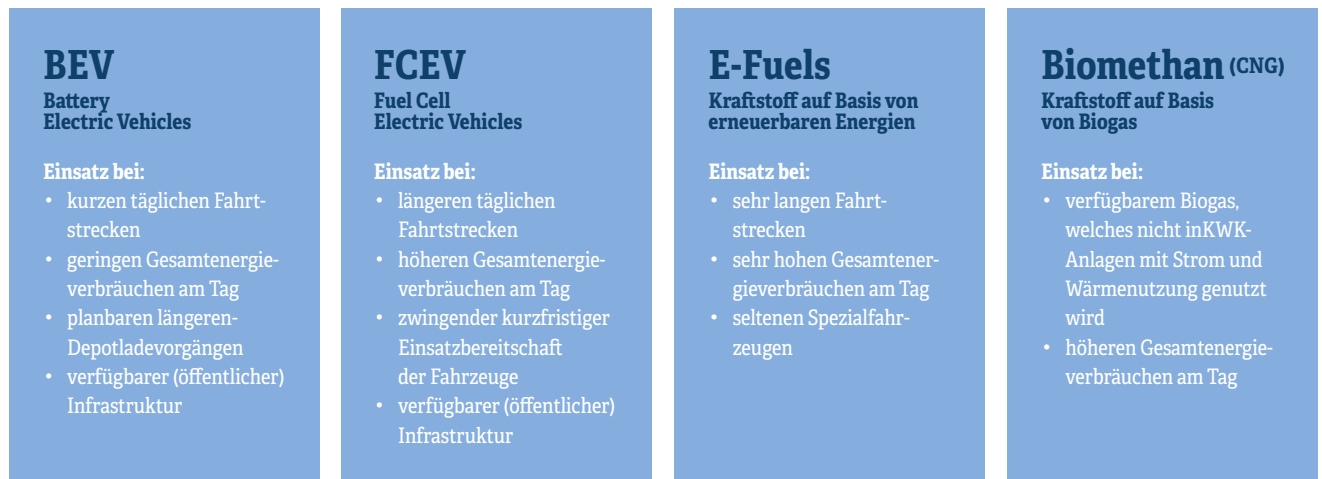 BEV
Battery
Electric Vehicles
Einsatz bei:
• kurzen täglichen Fahrt-
strecken
• geringen Gesamtenergie-
verbräuchen am Tag
• planbaren längeren-
Depotladevorgängen
• verfügbarer (öffentlicher)
Infrastruktur
FCEV
Fuel Cell
Electric Vehicles
Einsatz bei:
• längeren täglichen
Fahrtstrecken
• höheren Gesamtenergie-
verbräuchen am Tag
• zwingender kurzfristiger
Einsatzbereitschaft
der Fahrzeuge
• verfügbarer (öffentlicher)
Infrastruktur
E-Fuels
Kraftstoff auf Basis von
erneuerbaren Energien
Einsatz bei:
• sehr langen Fahrt-
strecken
• sehr hohen Gesamtener-
gieverbräuchen am Tag
• seltenen Spezialfahr-
zeugen
Biomethan (CNG)
Kraftstoff auf Basis
von Biogas
Einsatz bei:
• verfügbarem Biogas,
welches nicht inKWK-
Anlagen mit Strom und
Wärmenutzung genutzt
wird
• höheren Gesamtenergie-
verbräuchen am Tag